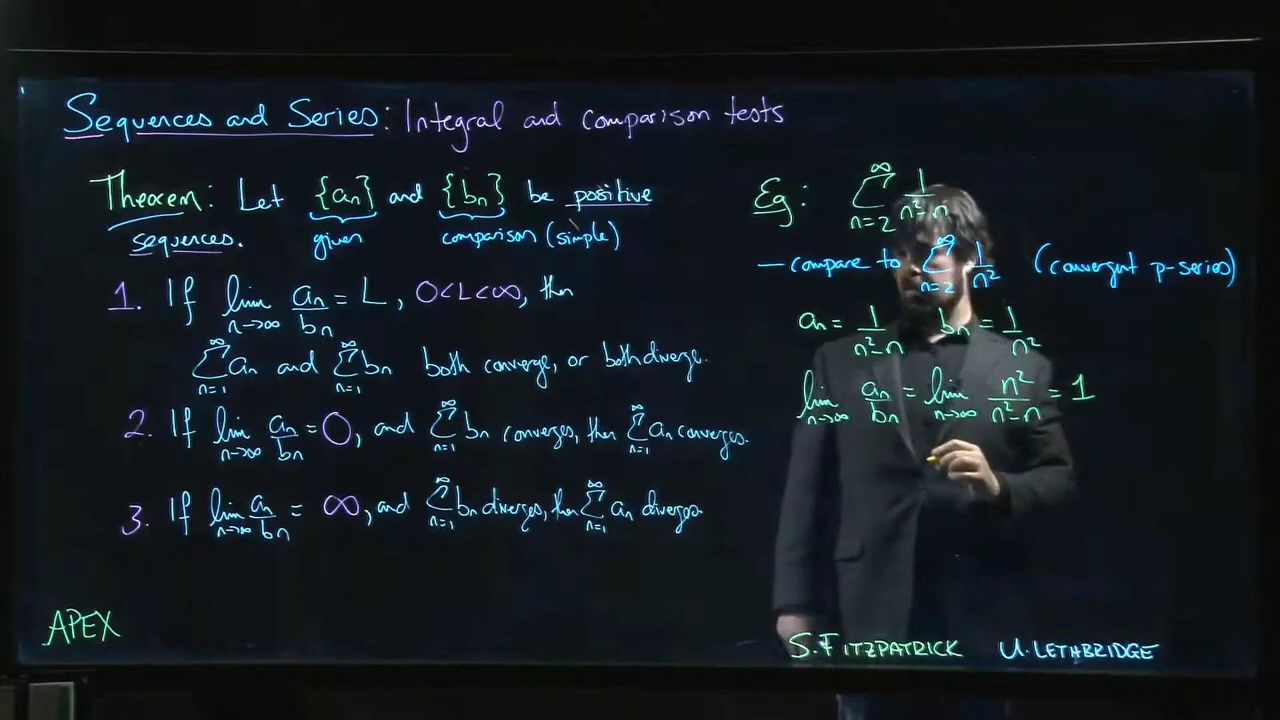 Sequences and Series: Integral and comparison tests
Theorem: Let {an} and {bn} be positive
sequences.
given
comparison (simple)
1. If lim n→∞ an/bn = L, 0<L<∞, then
∞ Σ n=1 an and ∞ Σ n=1 bn both converge, or both diverge.
2. If lim n→∞ an/bn = 0, and ∞ Σ n=1 bn converges, then ∞ Σ n=1 an converges.
3. If lim n→∞ an/bn = ∞, and ∞ Σ n=1 bn diverges, then ∞ Σ n=1 an diverges.
APEX
Eg: ∞ Σ n=2 1/n²-n
— compare to ∞ Σ n=2 1/n² (convergent p-series)
an = 1/n²-n bn = 1/n²
lim n→∞ an/bn = lim n→∞ n²/n²-n = 1
S. FITZPATRICK U. LETHBRIDGE